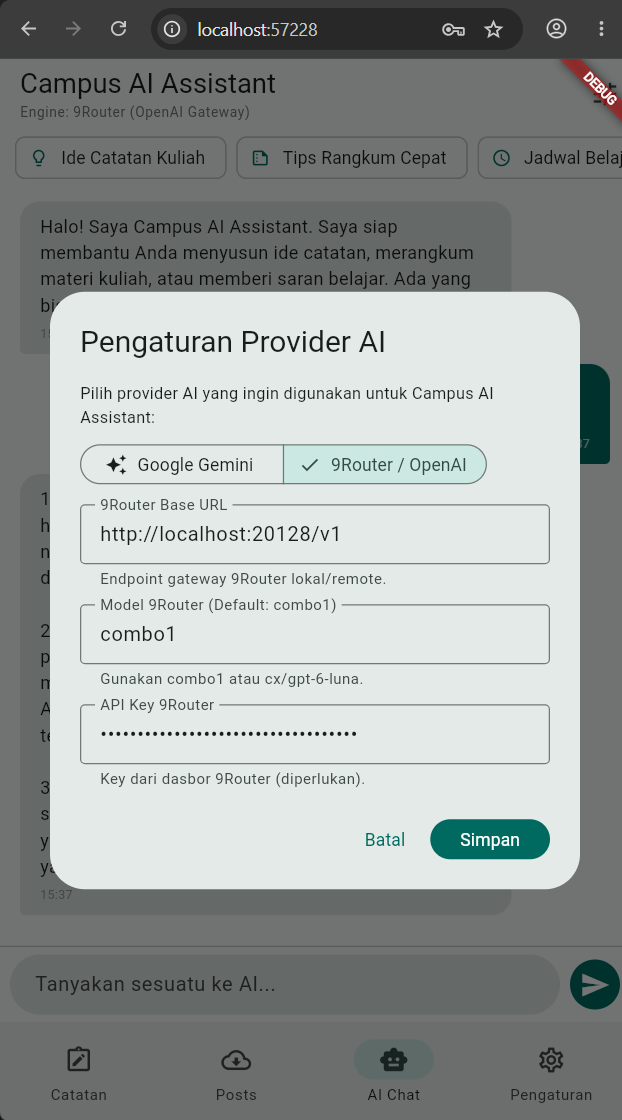 localhost:57228
DEBUG
Campus AI Assistant
Engine: 9Router (OpenAI Gateway)
Ide Catatan Kuliah
Tips Rangkum Cepat
Jadwal Belaj
Halo! Saya Campus AI Assistant. Saya siap
membantu Anda menyusun ide catatan, merangkum
materi kuliah, atau memberi saran belajar. Ada yang
Pengaturan Provider AI
Pilih provider AI yang ingin digunakan untuk Campus AI
Assistant:
Google Gemini
9Router / OpenAI
9Router Base URL
http://localhost:20128/v1
Endpoint gateway 9Router lokal/remote.
Model 9Router (Default: combo1)
combo1
Gunakan combo1 atau cx/gpt-6-luna.
API Key 9Router
••••••••••••••••••••••••••••••••••
Key dari dasbor 9Router (diperlukan).
Batal
Simpan
15:37
Tanyakan sesuatu ke AI...
Catatan
Posts
AI Chat
Pengaturan